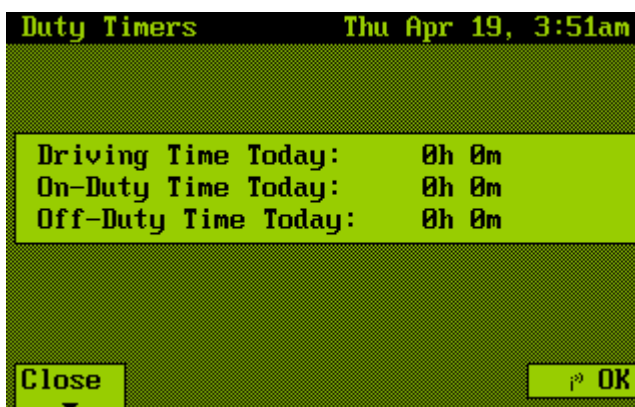 Duty Timers Thu Apr 19, 3:51am
Driving Time Today: 0h 0m
On-Duty Time Today: 0h 0m
Off-Duty Time Today: 0h 0m
Close OK